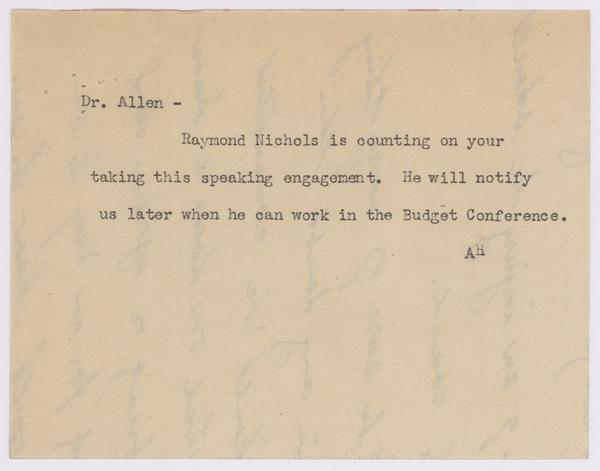 Dr. Allen -
Raymond Nichols is counting on your
taking this speaking engagement. He will notify
us later when he can work in the Budget Conference.
AH